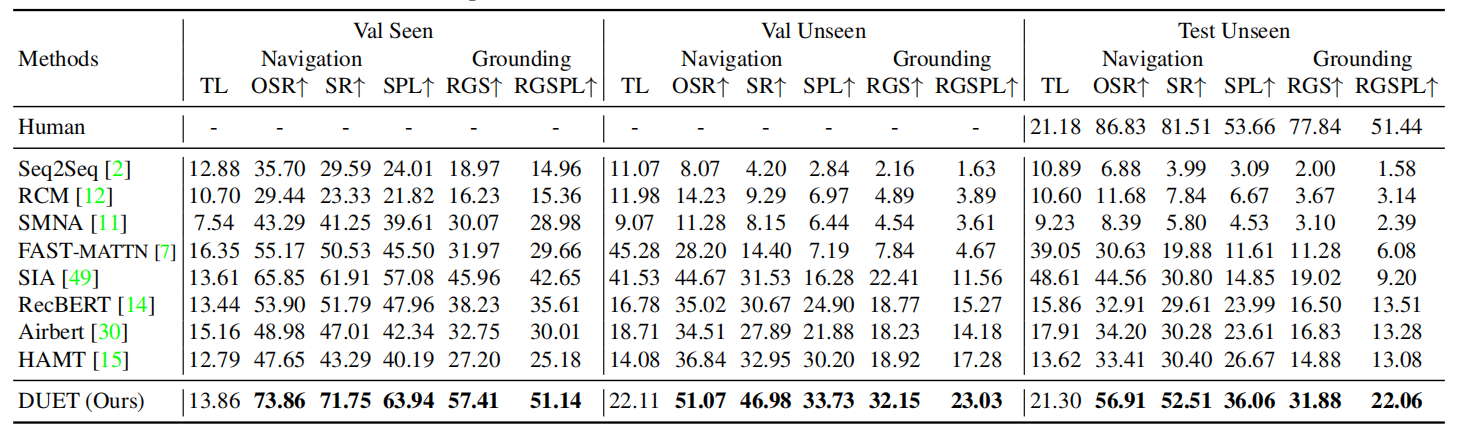 Val Seen Val Unseen Test Unseen
Methods Navigation Grounding Navigation Grounding Navigation Grounding
TL OSR↑ SR↑ SPL↑ RGS↑ RGSPL↑ TL OSR↑ SR↑ SPL↑ RGS↑ RGSPL↑ TL OSR↑ SR↑ SPL↑ RGS↑ RGSPL↑
Human - - - - - - - - - - - - 21.18 86.83 81.51 53.66 77.84 51.44
Seq2Seq [2] 12.88 35.70 29.59 24.01 18.97 14.96 11.07 8.07 4.20 2.84 2.16 1.63 10.89 6.88 3.99 3.09 2.00 1.58
RCM [12] 10.70 29.44 23.33 21.82 16.23 15.36 11.98 14.23 9.29 6.97 4.89 3.89 10.60 11.68 7.84 6.67 3.67 3.14
SMNA [11] 7.54 43.29 41.25 39.61 30.07 28.98 9.07 11.28 8.15 6.44 4.54 3.61 9.23 8.39 5.80 4.53 3.10 2.39
FAST-MATTN [7] 16.35 55.17 50.53 45.50 31.97 29.66 45.28 28.20 14.40 7.19 7.84 4.67 39.05 30.63 19.88 11.61 11.28 6.08
SIA [49] 13.61 65.85 61.91 57.08 45.96 42.65 41.53 44.67 31.53 16.28 22.41 11.56 48.61 44.56 30.80 14.85 19.02 9.20
RecBERT [14] 13.44 53.90 51.79 47.96 38.23 35.61 16.78 35.02 30.67 24.90 18.77 15.27 15.86 32.91 29.61 23.99 16.50 13.51
Airbert [30] 15.16 48.98 47.01 42.34 32.75 30.01 18.71 34.51 27.89 21.88 18.23 14.18 17.91 34.20 30.28 23.61 16.83 13.28
HAMT [15] 12.79 47.65 43.29 40.19 27.20 25.18 14.08 36.84 32.95 30.20 18.92 17.28 13.62 33.41 30.40 26.67 14.88 13.08
DUET (Ours) 13.86 73.86 71.75 63.94 57.41 51.14 22.11 51.07 46.98 33.73 32.15 23.03 21.30 56.91 52.51 36.06 31.88 22.06